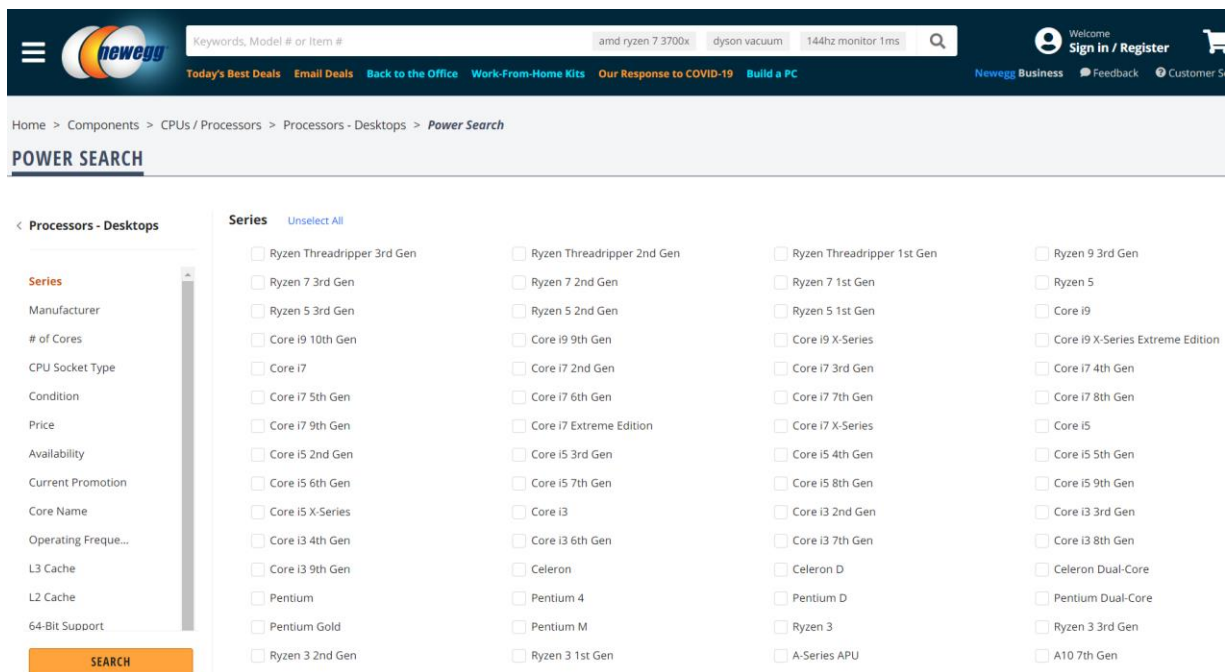 Welcome
Keywords, Model # or Item # amd ryzen 7 3700x dyson vacuum 144hz monitor 1ms Sign in / Register
newegg
Today's Best Deals Email Deals Back to the Office Work-From-Home Kits Our Response to COVID-19 Build a PC Newegg Business Feedback Customer Se
Home > Components > CPUs / Processors > Processors - Desktops > Power Search
POWER SEARCH
< Processors - Desktops
Series
Manufacturer
# of Cores
CPU Socket Type
Condition
Price
Availability
Current Promotion
Core Name
Operating Freque...
L3 Cache
L2 Cache
64-Bit Support
SEARCH
Series Unselect All
Ryzen Threadripper 3rd Gen Ryzen Threadripper 2nd Gen Ryzen Threadripper 1st Gen Ryzen 9 3rd Gen
Ryzen 7 3rd Gen Ryzen 7 2nd Gen Ryzen 7 1st Gen Ryzen 5
Ryzen 5 3rd Gen Ryzen 5 2nd Gen Ryzen 5 1st Gen Core i9
Core i9 10th Gen Core i9 9th Gen Core i9 X-Series Core i9 X-Series Extreme Edition
Core i7 Core i7 2nd Gen Core i7 3rd Gen Core i7 4th Gen
Core i7 5th Gen Core i7 6th Gen Core i7 7th Gen Core i7 8th Gen
Core i7 9th Gen Core i7 Extreme Edition Core i7 X-Series Core i5
Core i5 2nd Gen Core i5 3rd Gen Core i5 4th Gen Core i5 5th Gen
Core i5 6th Gen Core i5 7th Gen Core i5 8th Gen Core i5 9th Gen
Core i5 X-Series Core i3 Core i3 2nd Gen Core i3 3rd Gen
Core i3 4th Gen Core i3 6th Gen Core i3 7th Gen Core i3 8th Gen
Core i3 9th Gen Celeron Celeron D Celeron Dual-Core
Pentium Pentium 4 Pentium D Pentium Dual-Core
Pentium Gold Pentium M Ryzen 3 Ryzen 3 3rd Gen
Ryzen 3 2nd Gen Ryzen 3 1st Gen A-Series APU A10 7th Gen